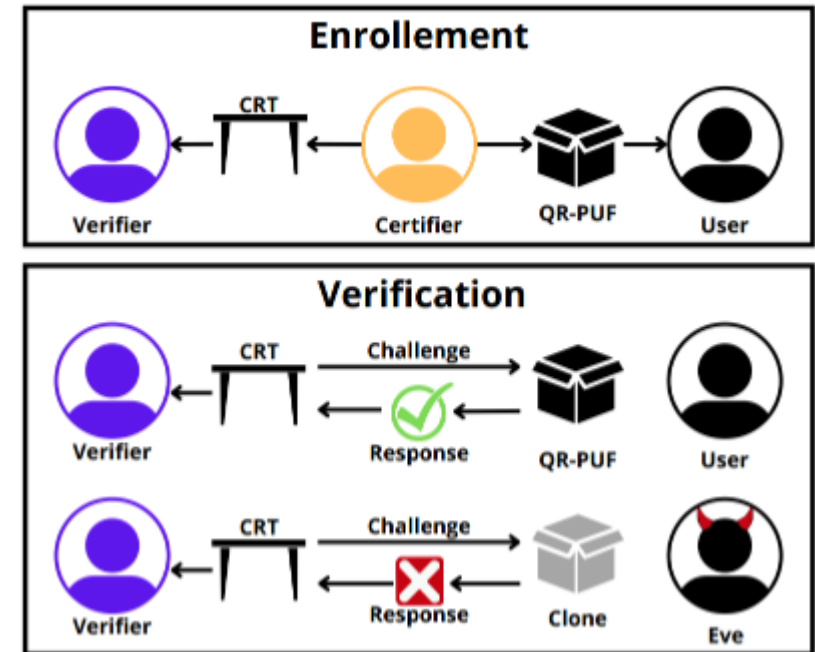 Enrollement
CRT
Verifier
Certifier
QR-PUF
User
Verification
CRT
Challenge
Verifier
Response
QR-PUF
User
CRT
Challenge
Verifier
Response
Clone
Eve